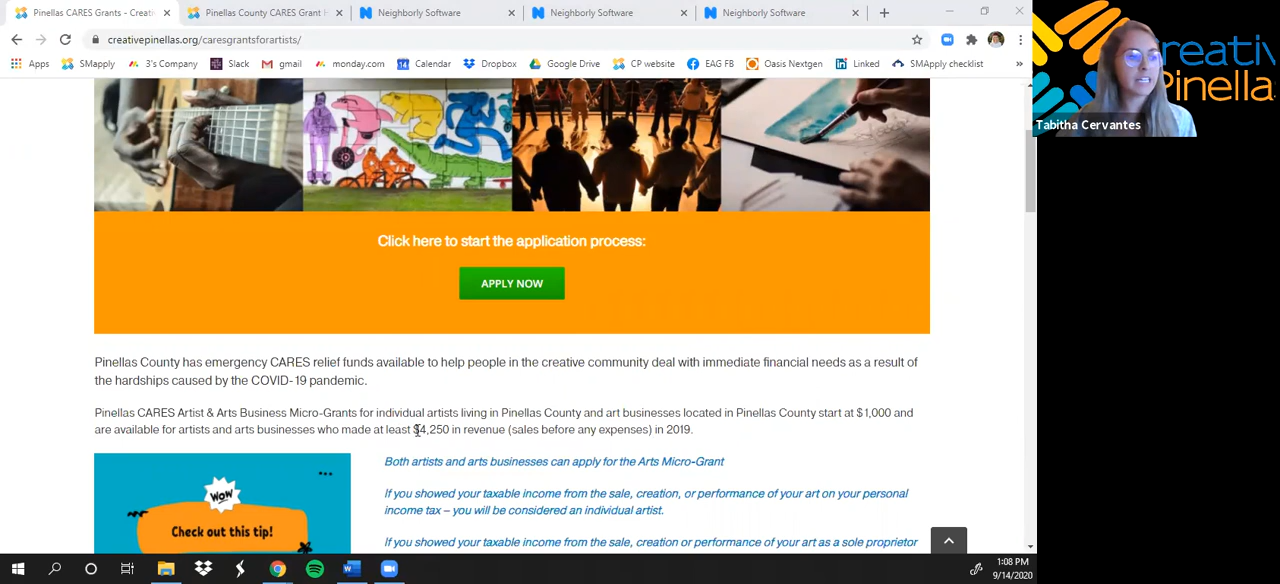 Pinellas CARES Grants - Creati
Pinellas County CARES Grant H
Neighborly Software
Neighborly Software
Neighborly Software
creativepinellas.org/caresgrantsforartists/
Apps
SMapply
3's Company
Slack
gmail
monday.com
Calendar
Dropbox
Google Drive
CP website
EAG FB
Oasis Nextgen
Linked
SMApply checklist
»
Creativ
Pinella
Tabitha Cervantes
Click here to start the application process:
APPLY NOW
Pinellas County has emergency CARES relief funds available to help people in the creative community deal with immediate financial needs as a result of
the hardships caused by the COVID-19 pandemic.
Pinellas CARES Artist & Arts Business Micro-Grants for individual artists living in Pinellas County and art businesses located in Pinellas County start at $1,000 and
are available for artists and arts businesses who made at least $4,250 in revenue (sales before any expenses) in 2019.
WOW
Check out this tip!
Both artists and arts businesses can apply for the Arts Micro-Grant
If you showed your taxable income from the sale, creation, or performance of your art on your personal
income tax – you will be considered an individual artist.
If you showed your taxable income from the sale, creation or performance of your art as a sole proprietor
1:08 PM
9/14/2020